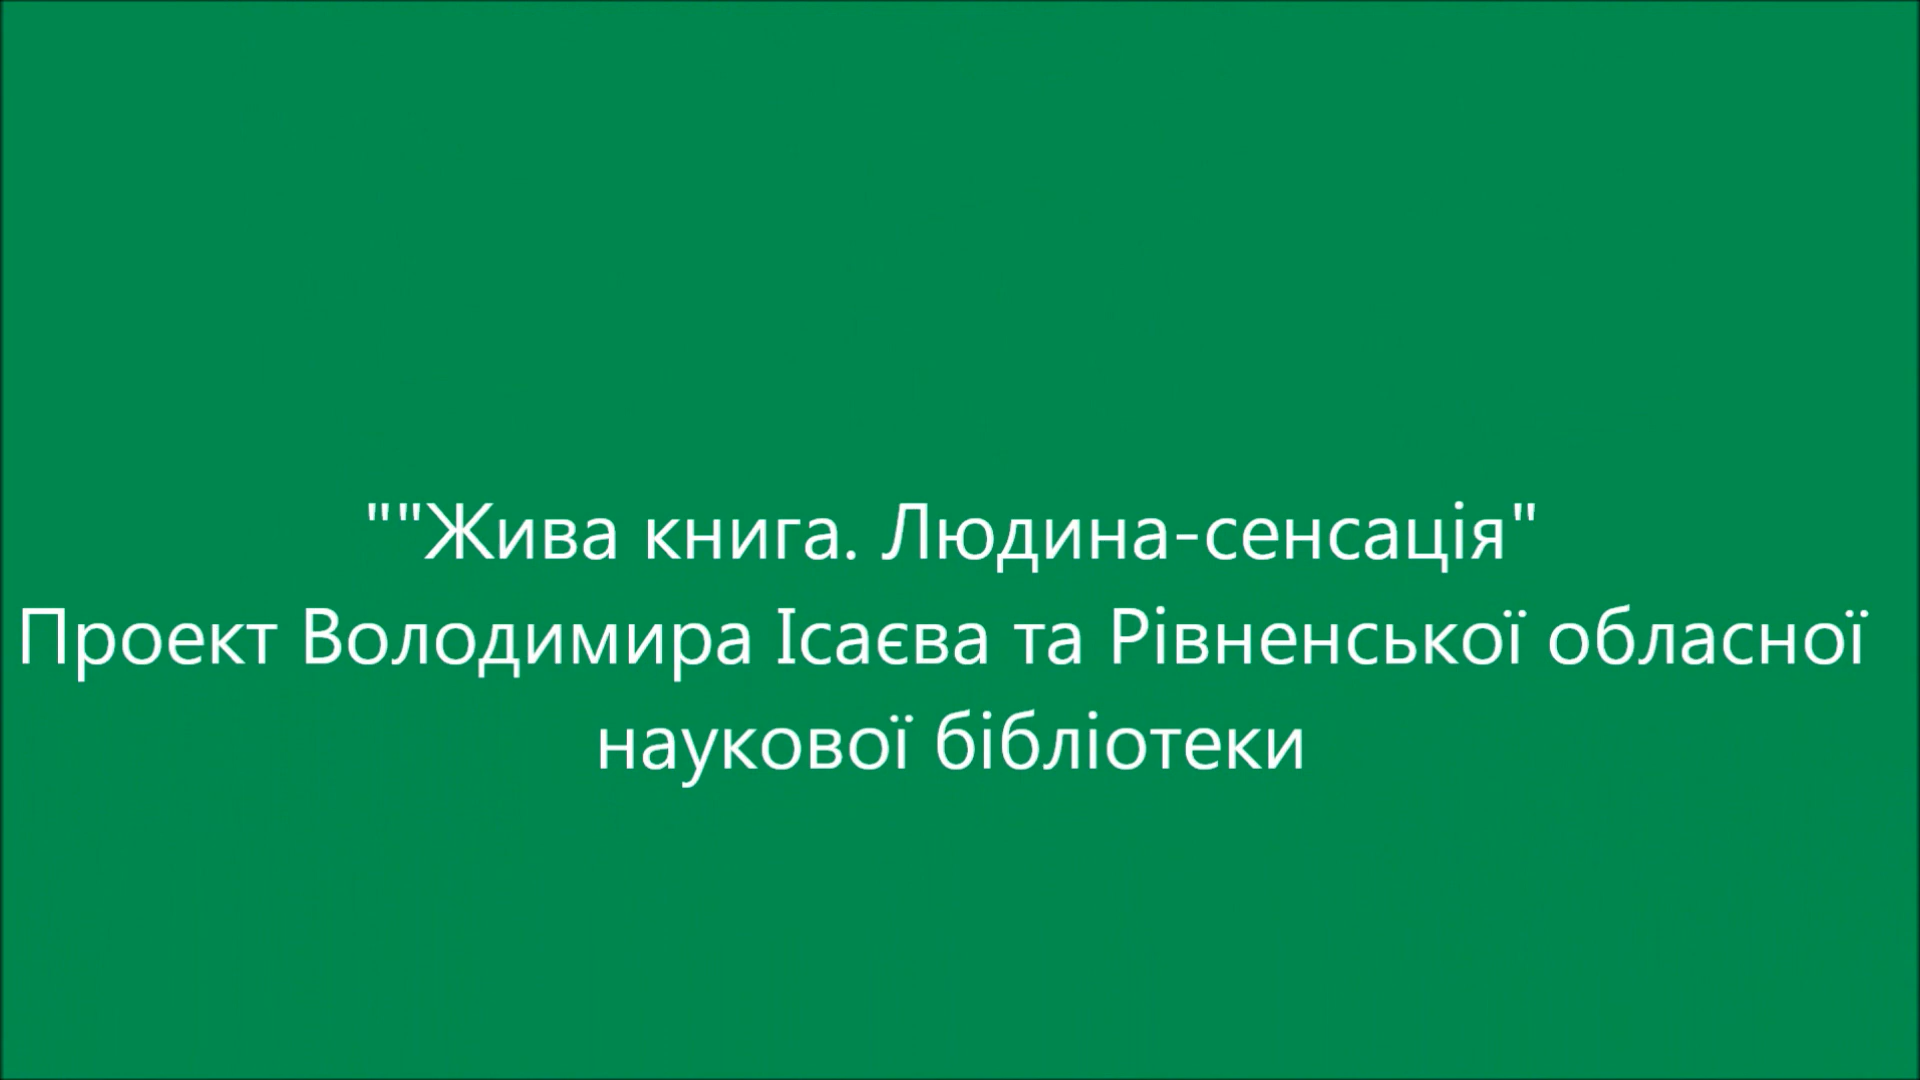 ""Жива книга. Людина-сенсація"
Проект Володимира Ісаєва та Рівненської обласної
наукової бібліотеки